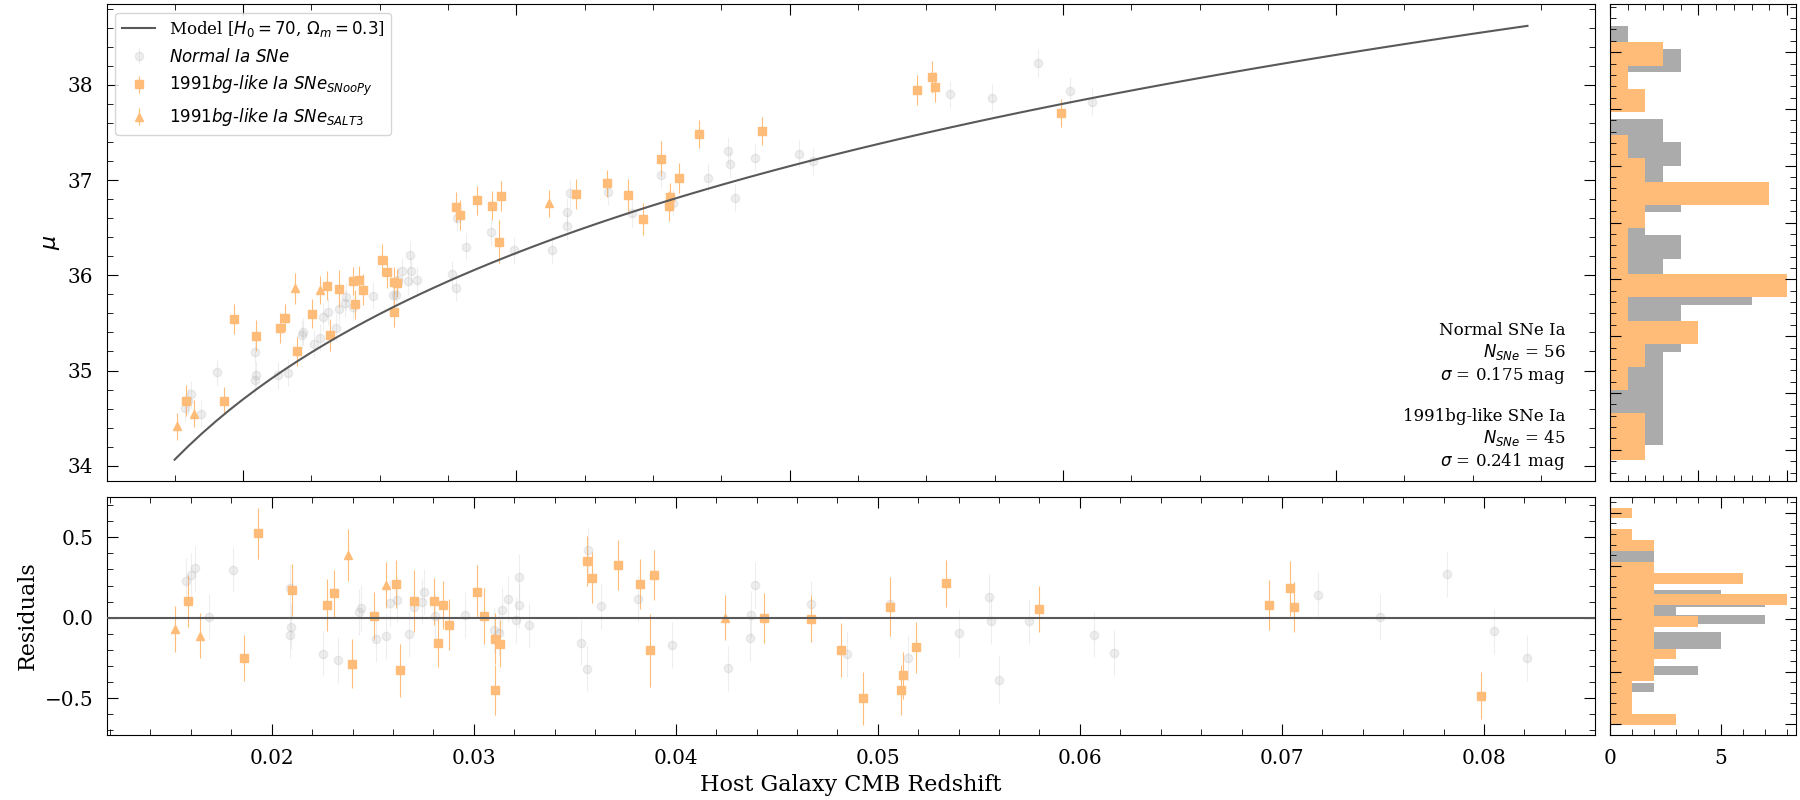 Model [H₀ = 70, Ωₘ = 0.3]
Normal Ia SNe
1991bg-like Ia SNe_SNooPy
1991bg-like Ia SNe_SALT3
38
37
μ
36
35
34
Normal SNe Ia
N_SNe = 56
σ = 0.175 mag
1991bg-like SNe Ia
N_SNe = 45
σ = 0.241 mag
0.5
0.0
−0.5
Residuals
0.02 0.03 0.04 0.05 0.06 0.07 0.08
0 5
Host Galaxy CMB Redshift